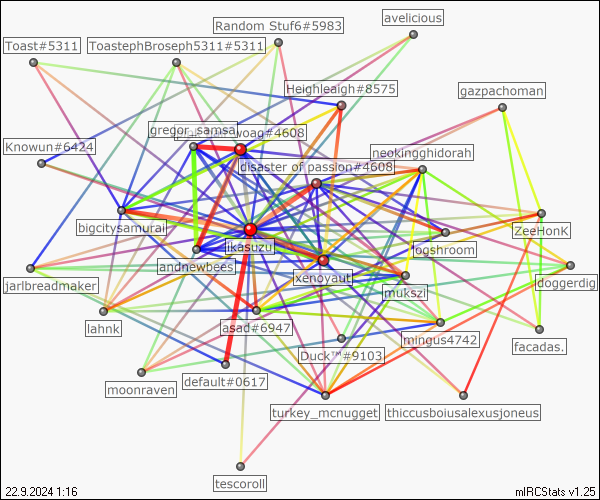 avelicious
Random Stuf6#5983
Toast#5311
ToastephBroseph5311#5311
Heighleaigh#8575
gazpachoman
gregor_samsa
woag#4608
Knowun#6424
neokingghidorah
disaster of passion#4608
bigcitysamurai
ZeeHonK
ikasuzu
fogshroom
andnewbees
xenoyaut
jarlbreadmaker
mukszi
doggerdig
lahnk
asad#6947
mingus4742
facadas.
Duck™#9103
moonraven
default#0617
turkey_mcnugget
thiccusboiusalexusjoneus
tescoroll
22.9.2024 1:16
mIRCStats v1.25